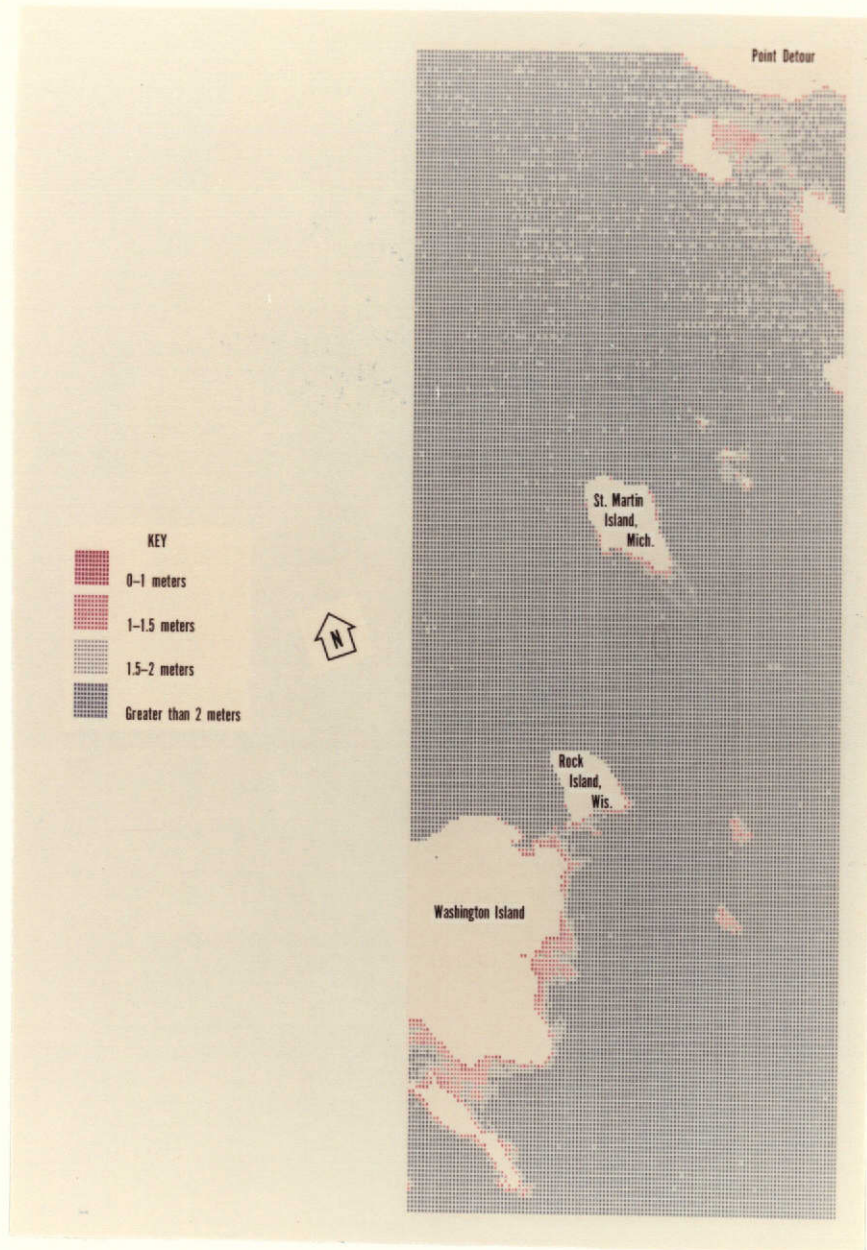 Point Detour
St. Martin
Island,
Mich.
KEY
0–1 meters
1–1.5 meters
N
1.5–2 meters
Greater than 2 meters
Rock
Island,
Wis.
Washington Island